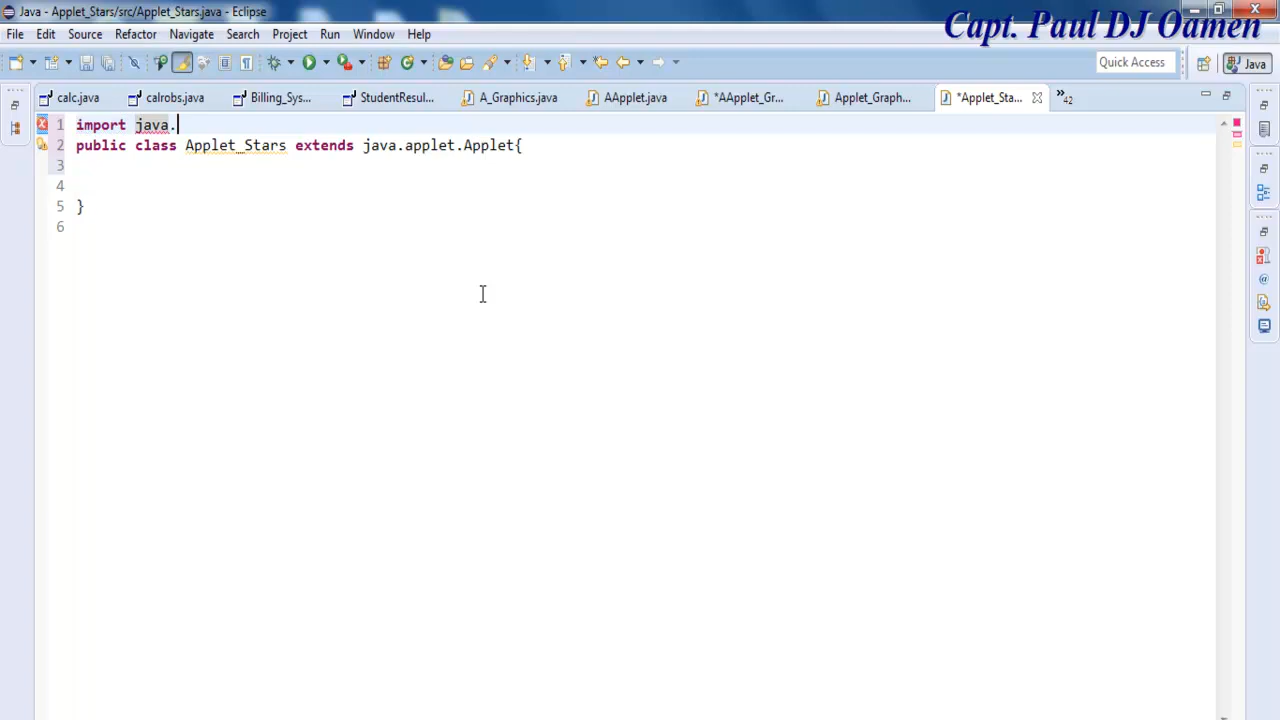 Java - Applet_Stars/src/Applet_Stars.java - Eclipse
Capt. Paul DJ Oamen
File Edit Source Refactor Navigate Search Project Run Window Help
Quick Access
Java
calc.java calrobs.java Billing_Sys... StudentResul... A_Graphics.java AApplet.java *AApplet_Gr... Applet_Graph... *Applet_Sta... »42
1 import java.
2 public class Applet_Stars extends java.applet.Applet{
3
4
5 }
6